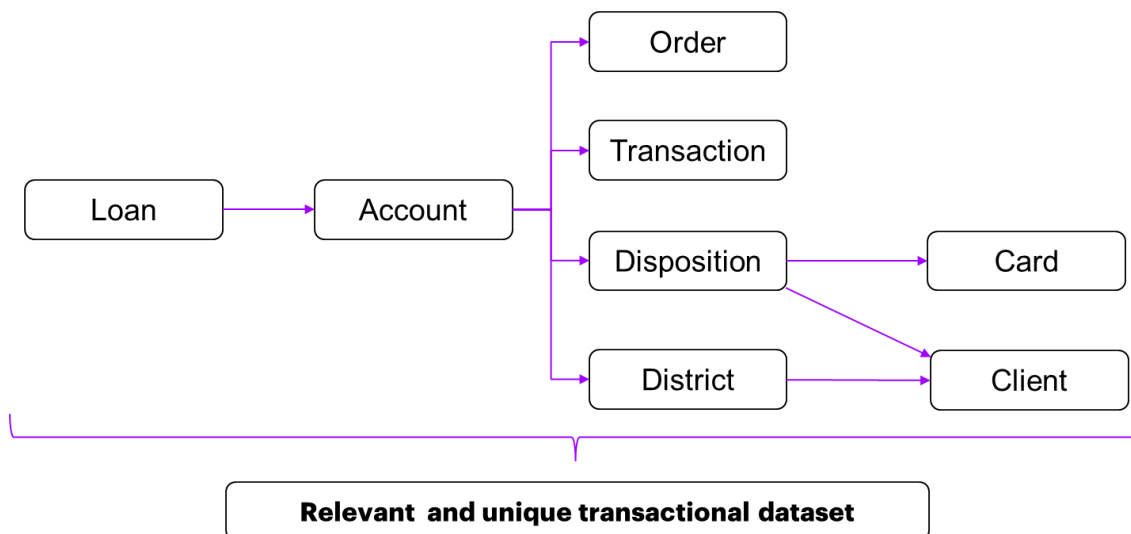 Order
Transaction
Loan
Account
Disposition
Card
District
Client
Relevant and unique transactional dataset